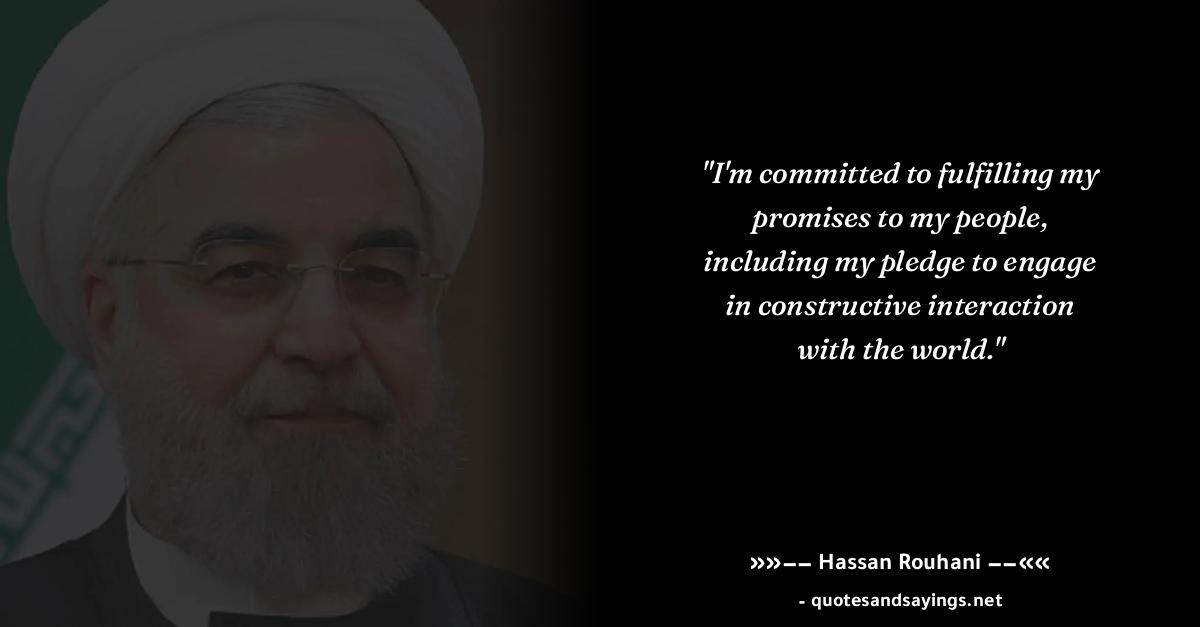 "I'm committed to fulfilling my
promises to my people,
including my pledge to engage
in constructive interaction
with the world."
»»−− Hassan Rouhani −−««
- quotesandsayings.net